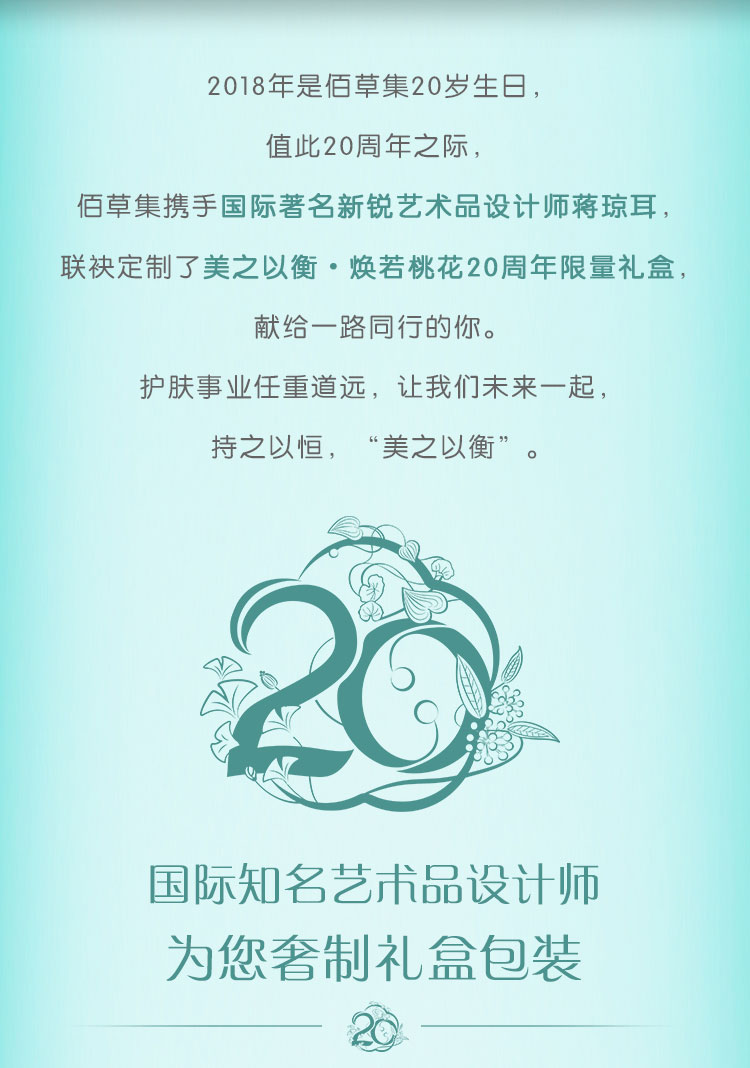 2018年是佰草集20岁生日，
值此20周年之际，
佰草集携手国际著名新锐艺术品设计师蒋琼耳，
联袂定制了美之以衡·焕若桃花20周年限量礼盒，
献给一路同行的你。
护肤事业任重道远，让我们未来一起，
持之以恒，“美之以衡”。
20
国际知名艺术品设计师
为您奢制礼盒包装
20